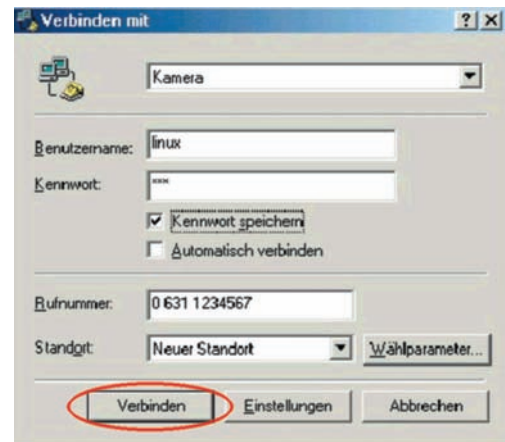 Verbinden mit
Kamera
Benutzername: linux
Kennwort: ***
Kennwort speichern
Automatisch verbinden
Rufnummer: 0 631 1234567
Standort: Neuer Standort Wählparameter...
Verbinden Einstellungen Abbrechen